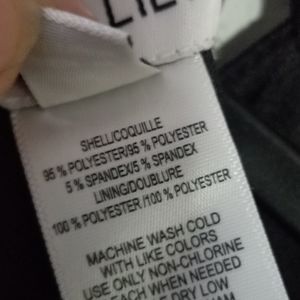 SHELL/COQUILLE
95 % POLYESTER/95 % POLYESTER
5 % SPANDEX/5 % SPANDEX
LINING/DOUBLURE
100 % POLYESTER /100 % POLYESTER
MACHINE WASH COLD
WITH LIKE COLORS
USE ONLY NON-CHLORINE
EACH WHEN NEEDED
E DRY LOW